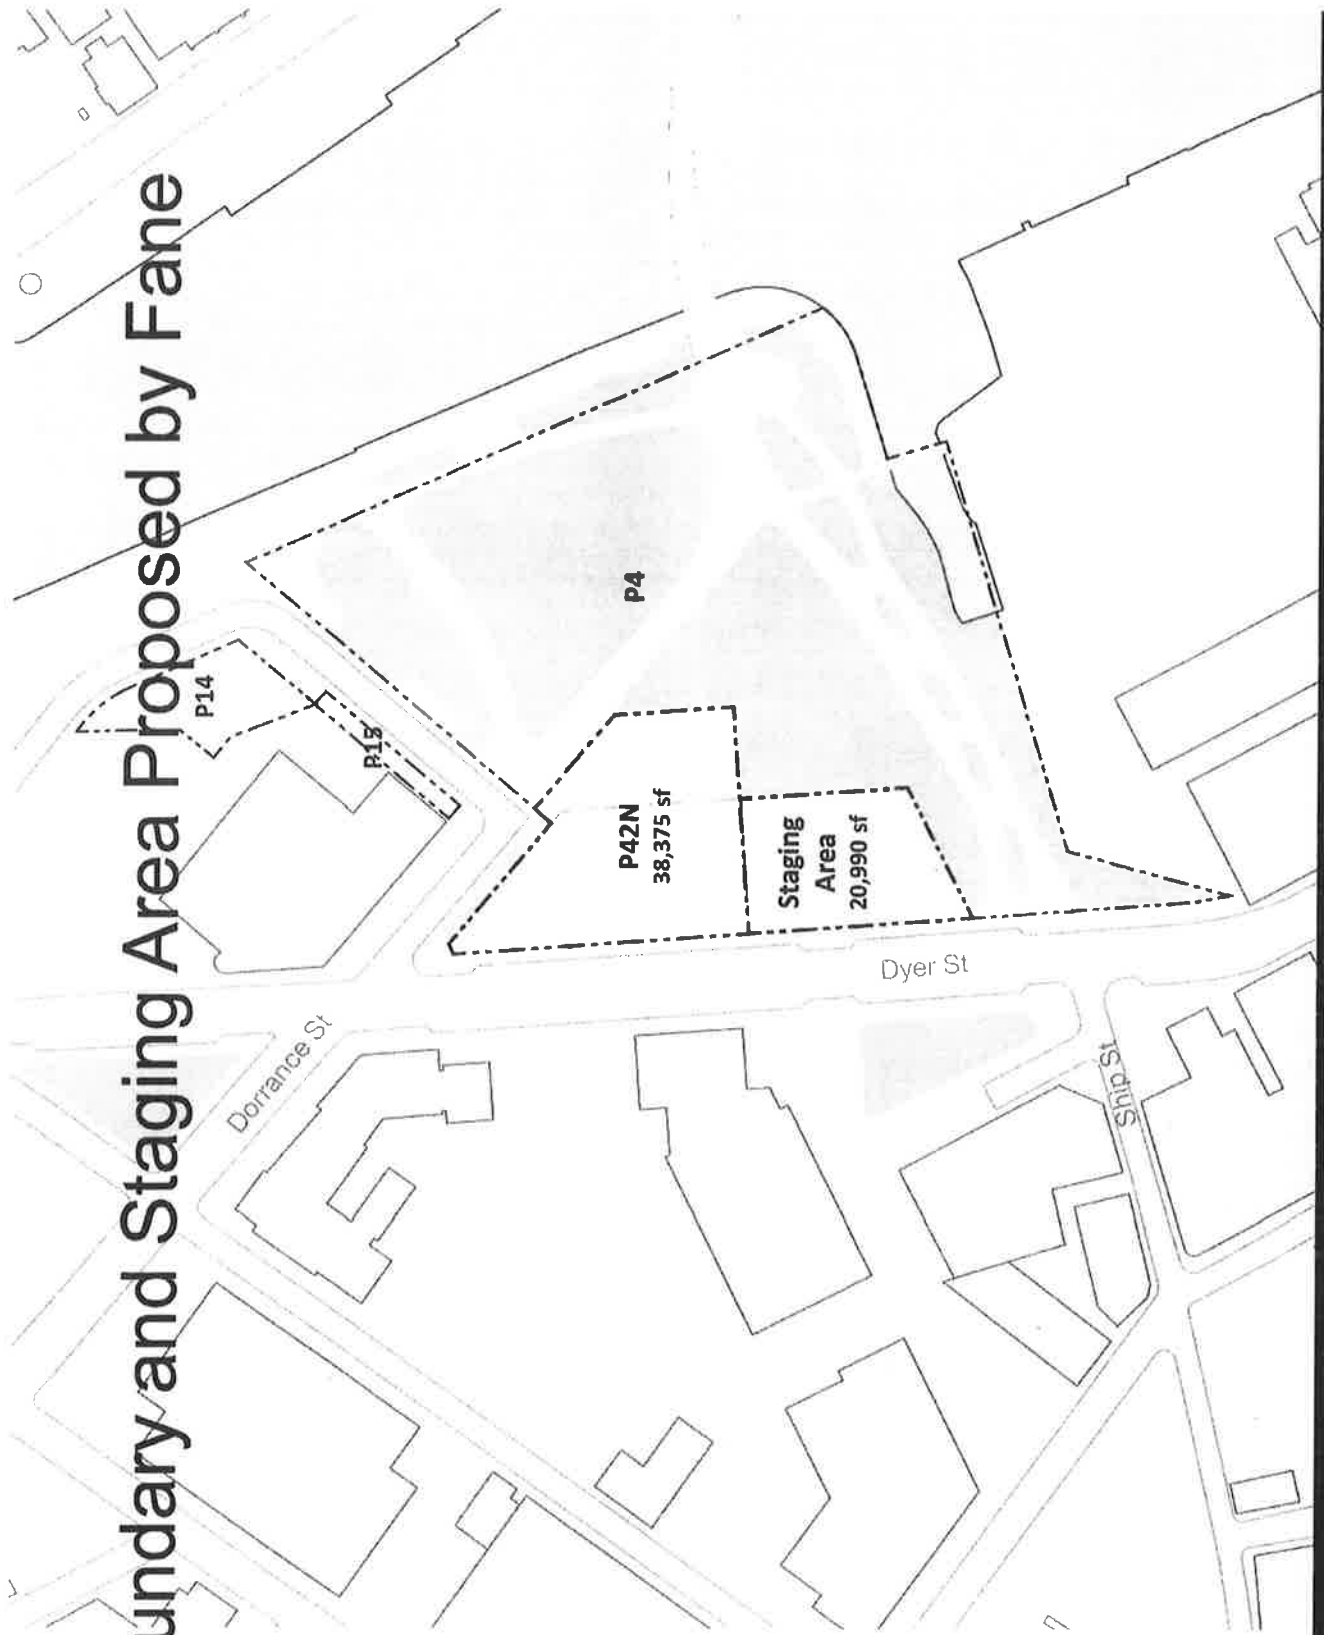 undary and Staging Area Proposed by Fane
P14
P15
P4
P42N
38,375 sf
Staging
Area
20,990 sf
Dyer St
Dorrance St
Ship St